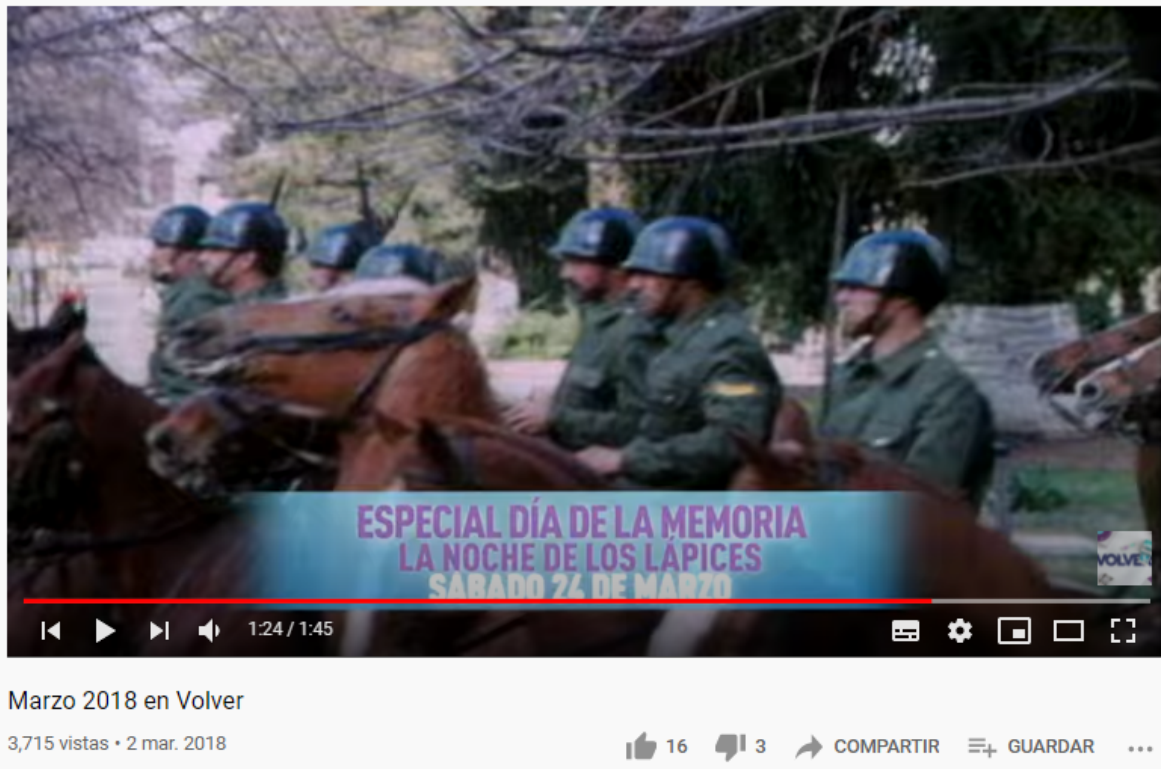 ESPECIAL DÍA DE LA MEMORIA
LA NOCHE DE LOS LÁPICES
SÁBADO 24 DE MARZO
VOLVER
1:24 / 1:45
Marzo 2018 en Volver
3,715 vistas • 2 mar. 2018
16 3 COMPARTIR GUARDAR